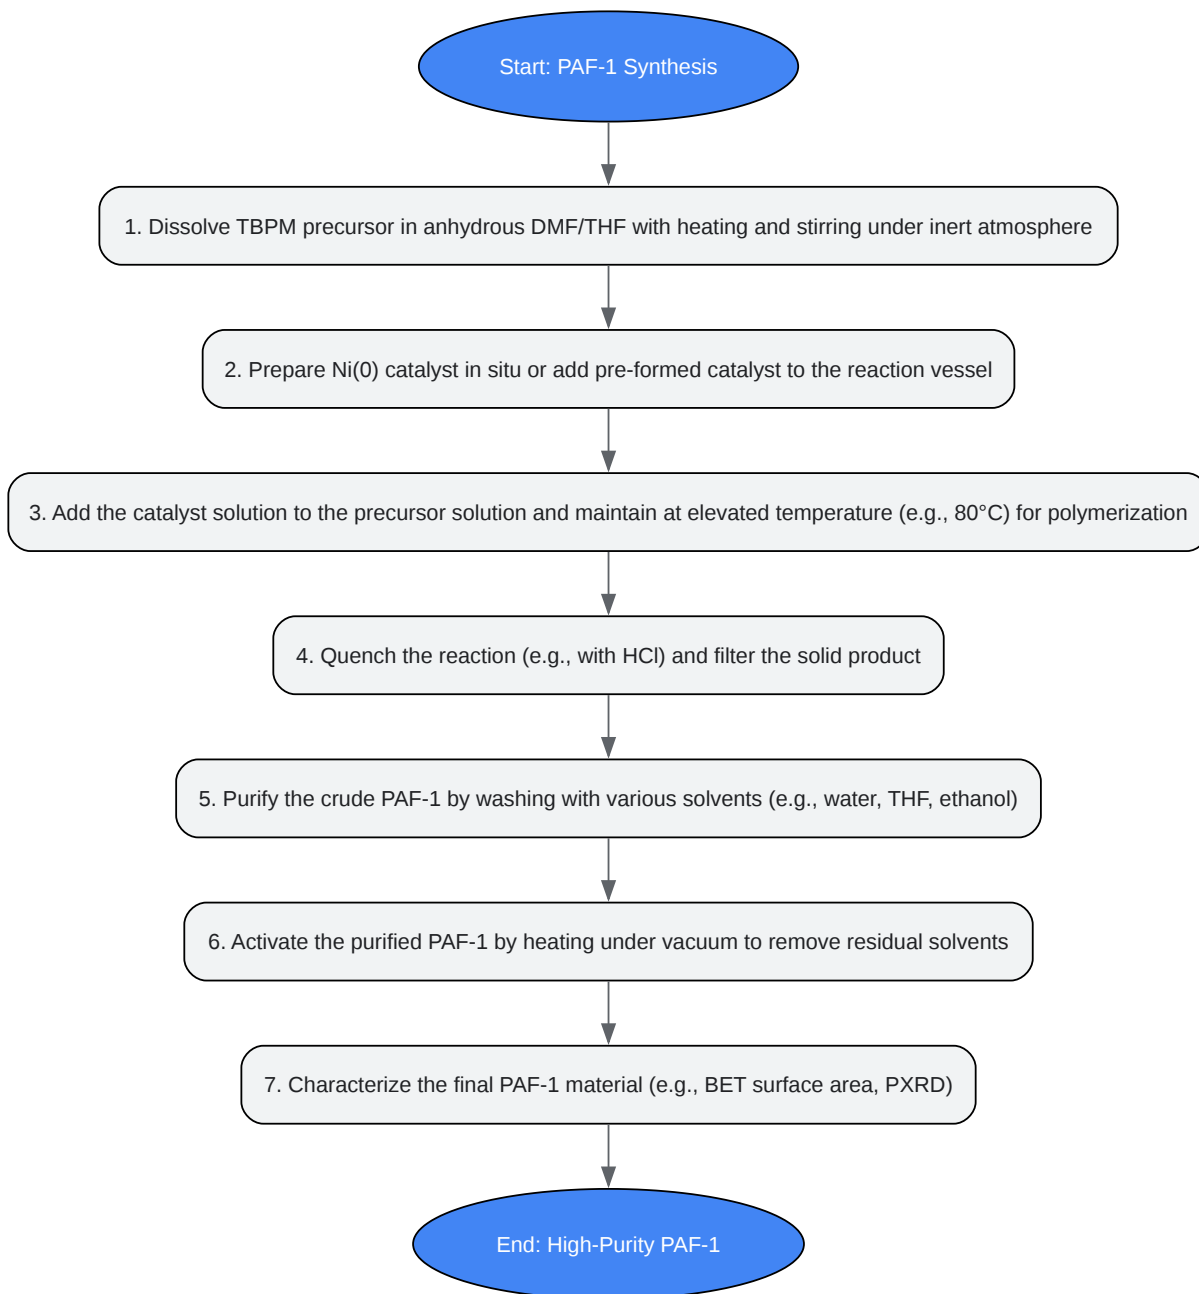 Start: PAF-1 Synthesis
1. Dissolve TBPM precursor in anhydrous DMF/THF with heating and stirring under inert atmosphere
2. Prepare Ni(0) catalyst in situ or add pre-formed catalyst to the reaction vessel
3. Add the catalyst solution to the precursor solution and maintain at elevated temperature (e.g., 80°C) for polymerization
4. Quench the reaction (e.g., with HCl) and filter the solid product
5. Purify the crude PAF-1 by washing with various solvents (e.g., water, THF, ethanol)
6. Activate the purified PAF-1 by heating under vacuum to remove residual solvents
7. Characterize the final PAF-1 material (e.g., BET surface area, PXRD)
End: High-Purity PAF-1